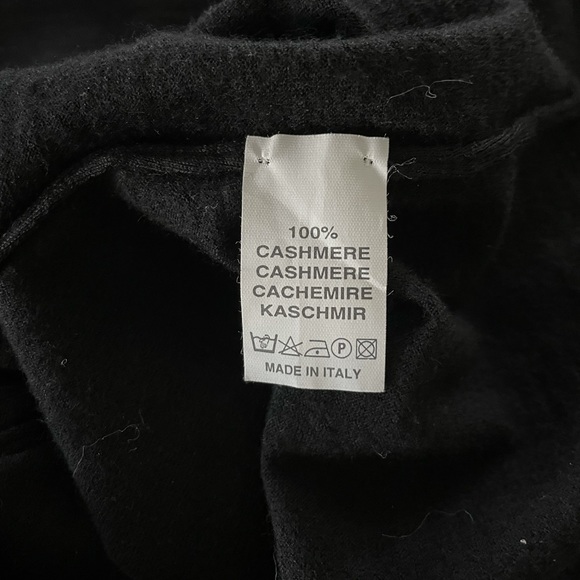 100%
CASHMERE
CASHMERE
CACHEMIRE
KASCHMIR
P
MADE IN ITALY